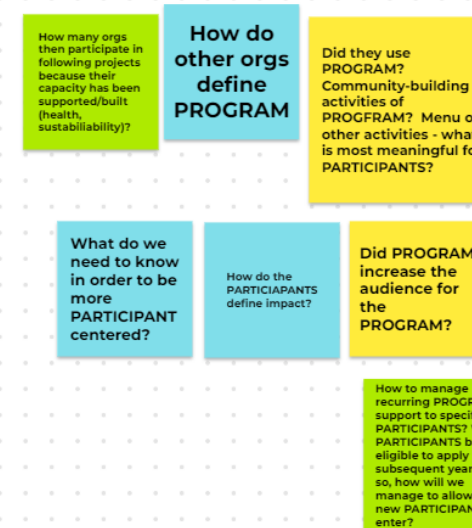 How many orgs
then participate in
following projects
because their
capacity has been
supported/built
(health,
sustabiliability)?
How do
other orgs
define
PROGRAM
Did they use
PROGRAM?
Community-building
activities of
PROGFRAM? Menu o
other activities - wha
is most meaningful fo
PARTICIPANTS?
What do we
need to know
in order to be
more
PARTICIPANT
centered?
How do the
PARTICIAPANTS
define impact?
Did PROGRAM
increase the
audience for
the
PROGRAM?
How to manage
recurring PROGR
support to specif
PARTICIPANTS?
PARTICIPANTS b
eligible to apply
subsequent year
so, how will we
manage to allow
new PARTICIPAN
enter?